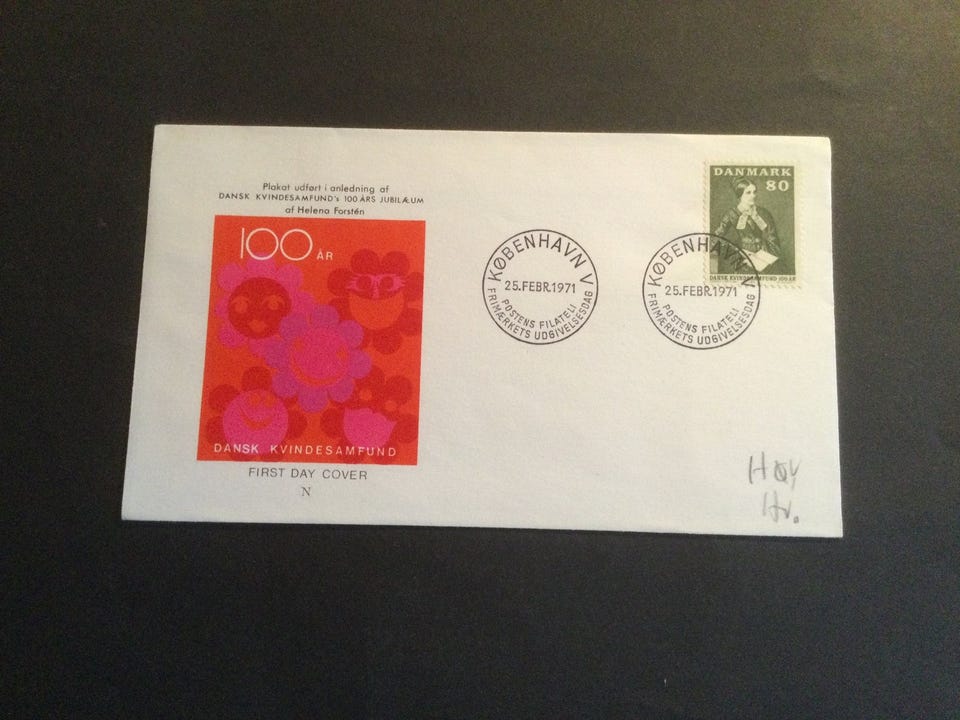 Plakat udført i anledning af
DANSK KVINDESAMFUND's 100 ÅRS JUBILÆUM
af Helena Forstén
100 ÅR
DANSK KVINDESAMFUND
FIRST DAY COVER
N
KØBENHAVN V
25.FEBR.1971
POSTENS FILATELI
FRIMÆRKETS UDGIVELSESDAG
DANMARK
80
DANSK KVINDESAMFUND 100 ÅR
KØBENHAVN V
25.FEBR.1971
POSTENS FILATELI
FRIMÆRKETS UDGIVELSESDAG